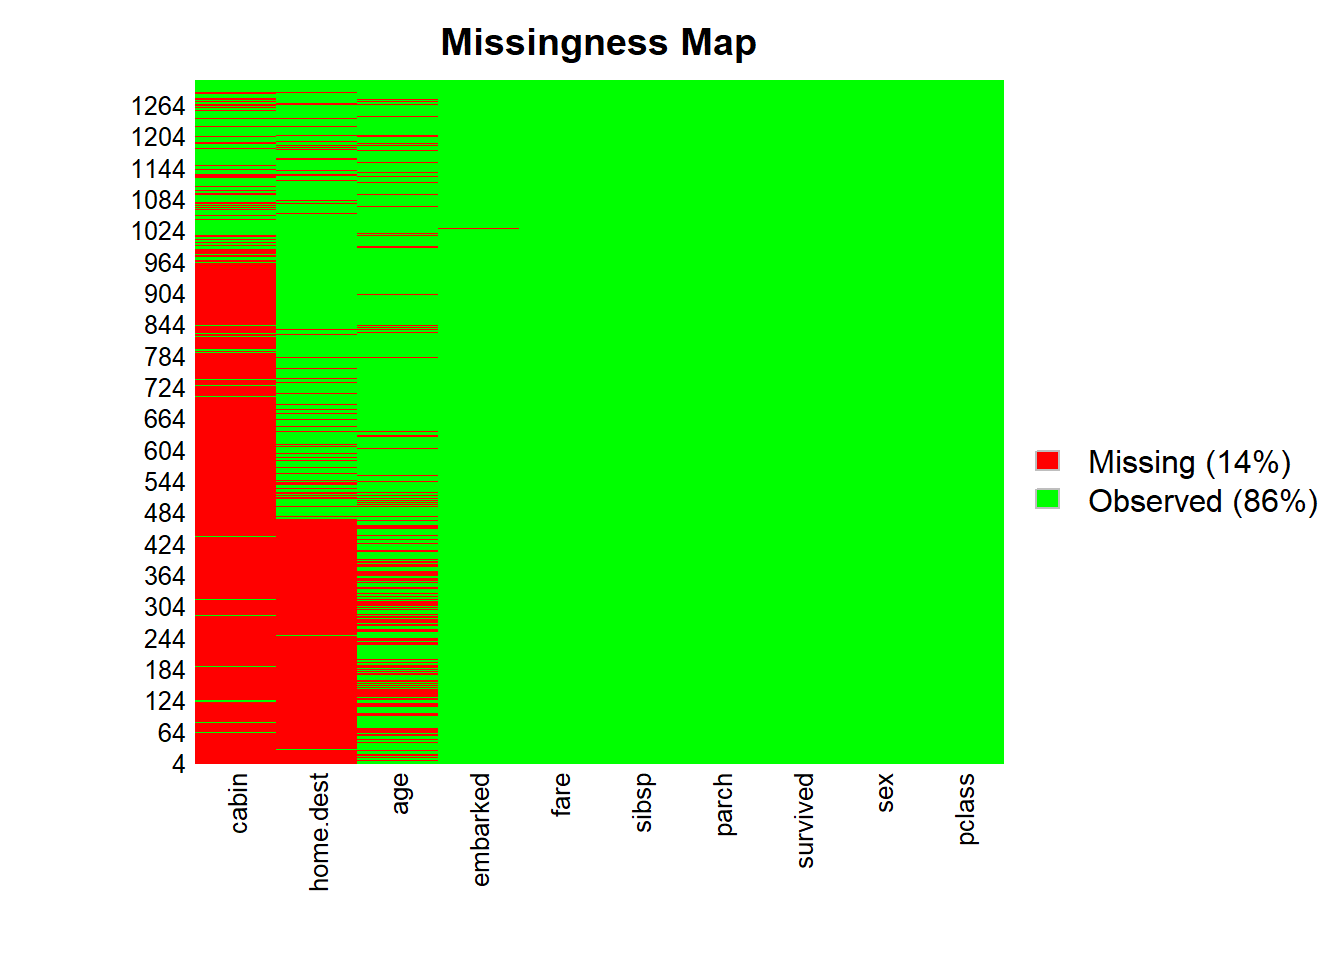 Missingness Map
1264
1204
1144
1084
1024
964
904
844
784
724
664
604
544
484
424
364
304
244
184
124
64
4
Missing (14%)
Observed (86%)
cabin
home.dest
age
embarked
fare
sibsp
parch
survived
sex
pclass